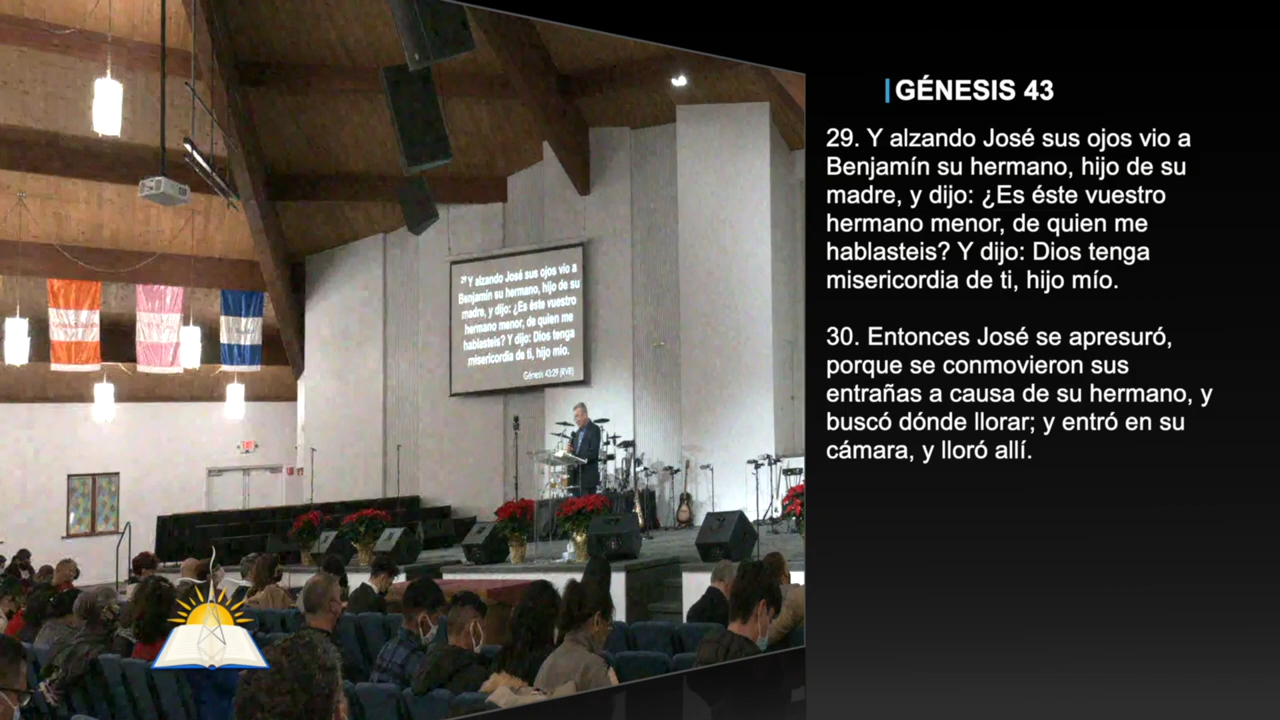 GÉNESIS 43
29. Y alzando José sus ojos vio a
Benjamín su hermano, hijo de su
madre, y dijo: ¿Es éste vuestro
hermano menor, de quien me
hablasteis? Y dijo: Dios tenga
misericordia de ti, hijo mío.
30. Entonces José se apresuró,
porque se conmovieron sus
entrañas a causa de su hermano, y
buscó dónde llorar; y entró en su
cámara, y lloró allí.
29 Y alzando José sus ojos vio a
Benjamín su hermano, hijo de su
madre, y dijo: ¿Es éste vuestro
hermano menor, de quien me
hablasteis? Y dijo: Dios tenga
misericordia de ti, hijo mío.
Génesis 43:29 (RVR)